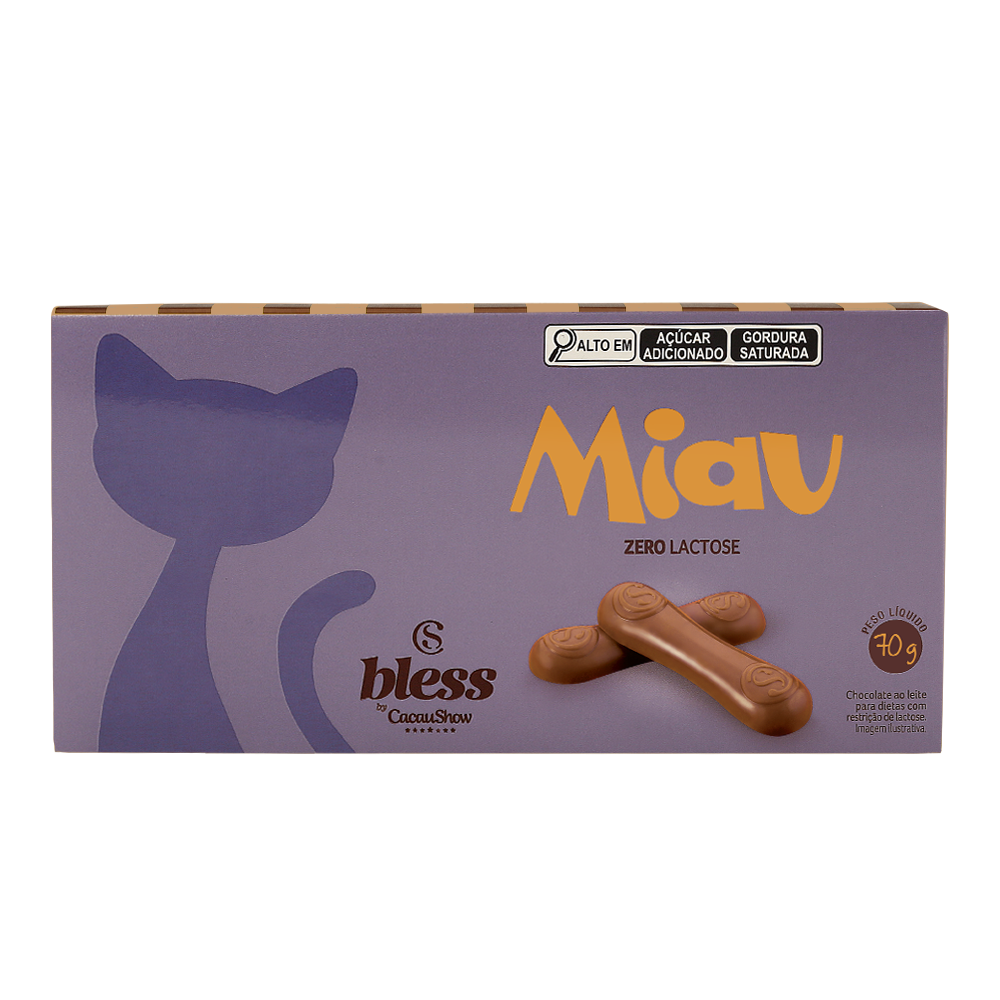 ALTO EM
AÇÚCAR
ADICIONADO
GORDURA
SATURADA
Miau
ZERO LACTOSE
PESO LÍQUIDO
70 g
Chocolate ao leite
para dietas com
restrição de lactose.
Imagem ilustrativa.
bless
by CacauShow